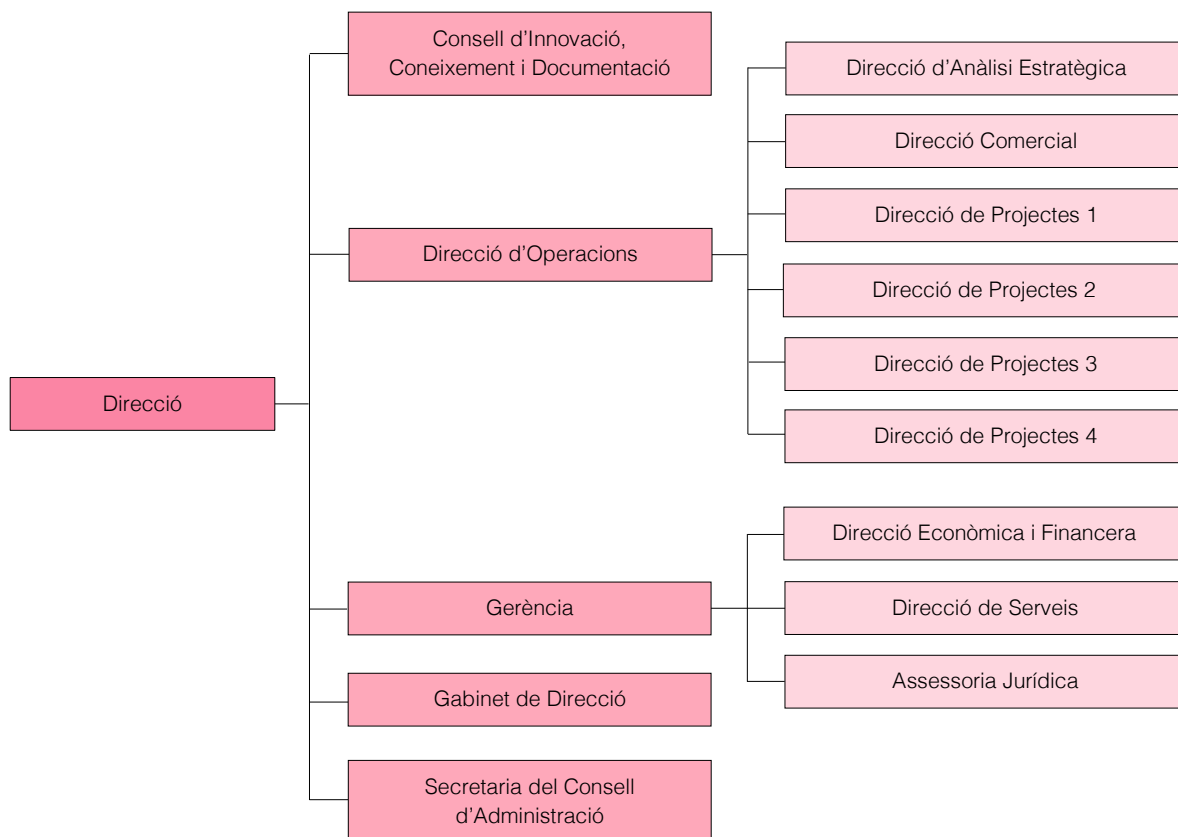 Consell d’Innovació,
Coneixement i Documentació
Direcció d’Anàlisi Estratègica
Direcció Comercial
Direcció de Projectes 1
Direcció d’Operacions
Direcció de Projectes 2
Direcció de Projectes 3
Direcció
Direcció de Projectes 4
Direcció Econòmica i Financera
Gerència
Direcció de Serveis
Assessoria Jurídica
Gabinet de Direcció
Secretaria del Consell
d’Administració